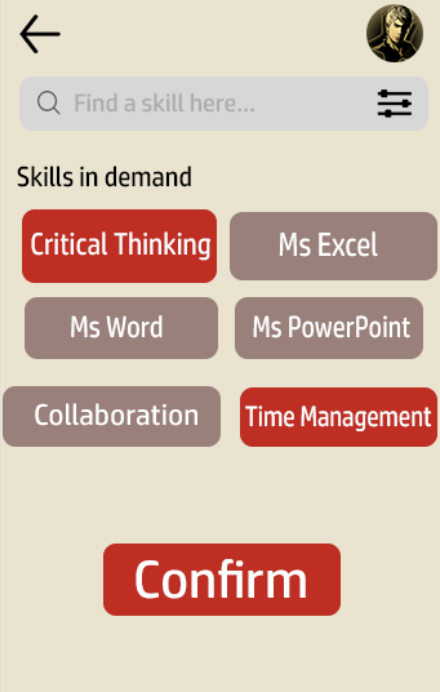 Find a skill here...
Skills in demand
Critical Thinking
Ms Excel
Ms Word
Ms PowerPoint
Collaboration
Time Management
Confirm